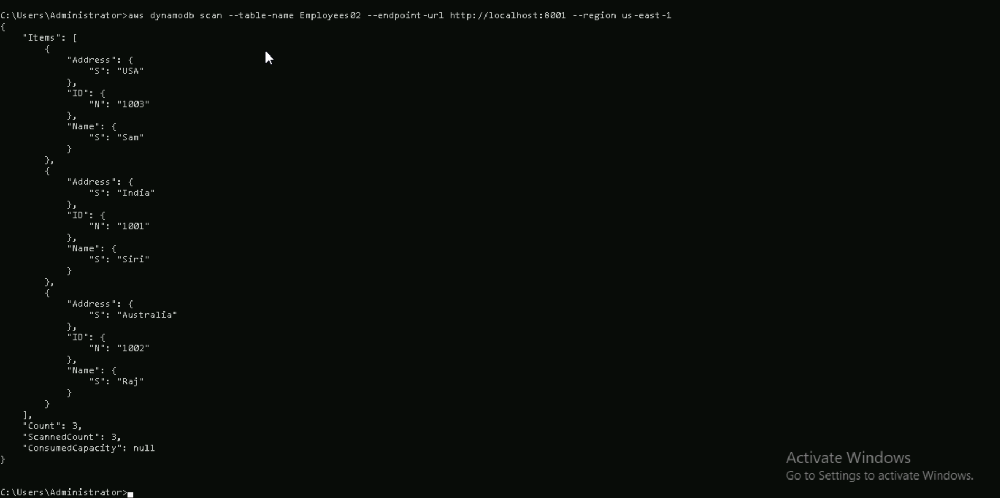 C:\Users\Administrator>aws dynamodb scan --table-name Employees02 --endpoint-url http://localhost:8001 --region us-east-1
{
    "Items": [
        {
            "Address": {
                "S": "USA"
            },
            "ID": {
                "N": "1003"
            },
            "Name": {
                "S": "Sam"
            }
        },
        {
            "Address": {
                "S": "India"
            },
            "ID": {
                "N": "1001"
            },
            "Name": {
                "S": "Siri"
            }
        },
        {
            "Address": {
                "S": "Australia"
            },
            "ID": {
                "N": "1002"
            },
            "Name": {
                "S": "Raj"
            }
        }
    ],
    "Count": 3,
    "ScannedCount": 3,
    "ConsumedCapacity": null
}
C:\Users\Administrator>
Activate Windows
Go to Settings to activate Windows.